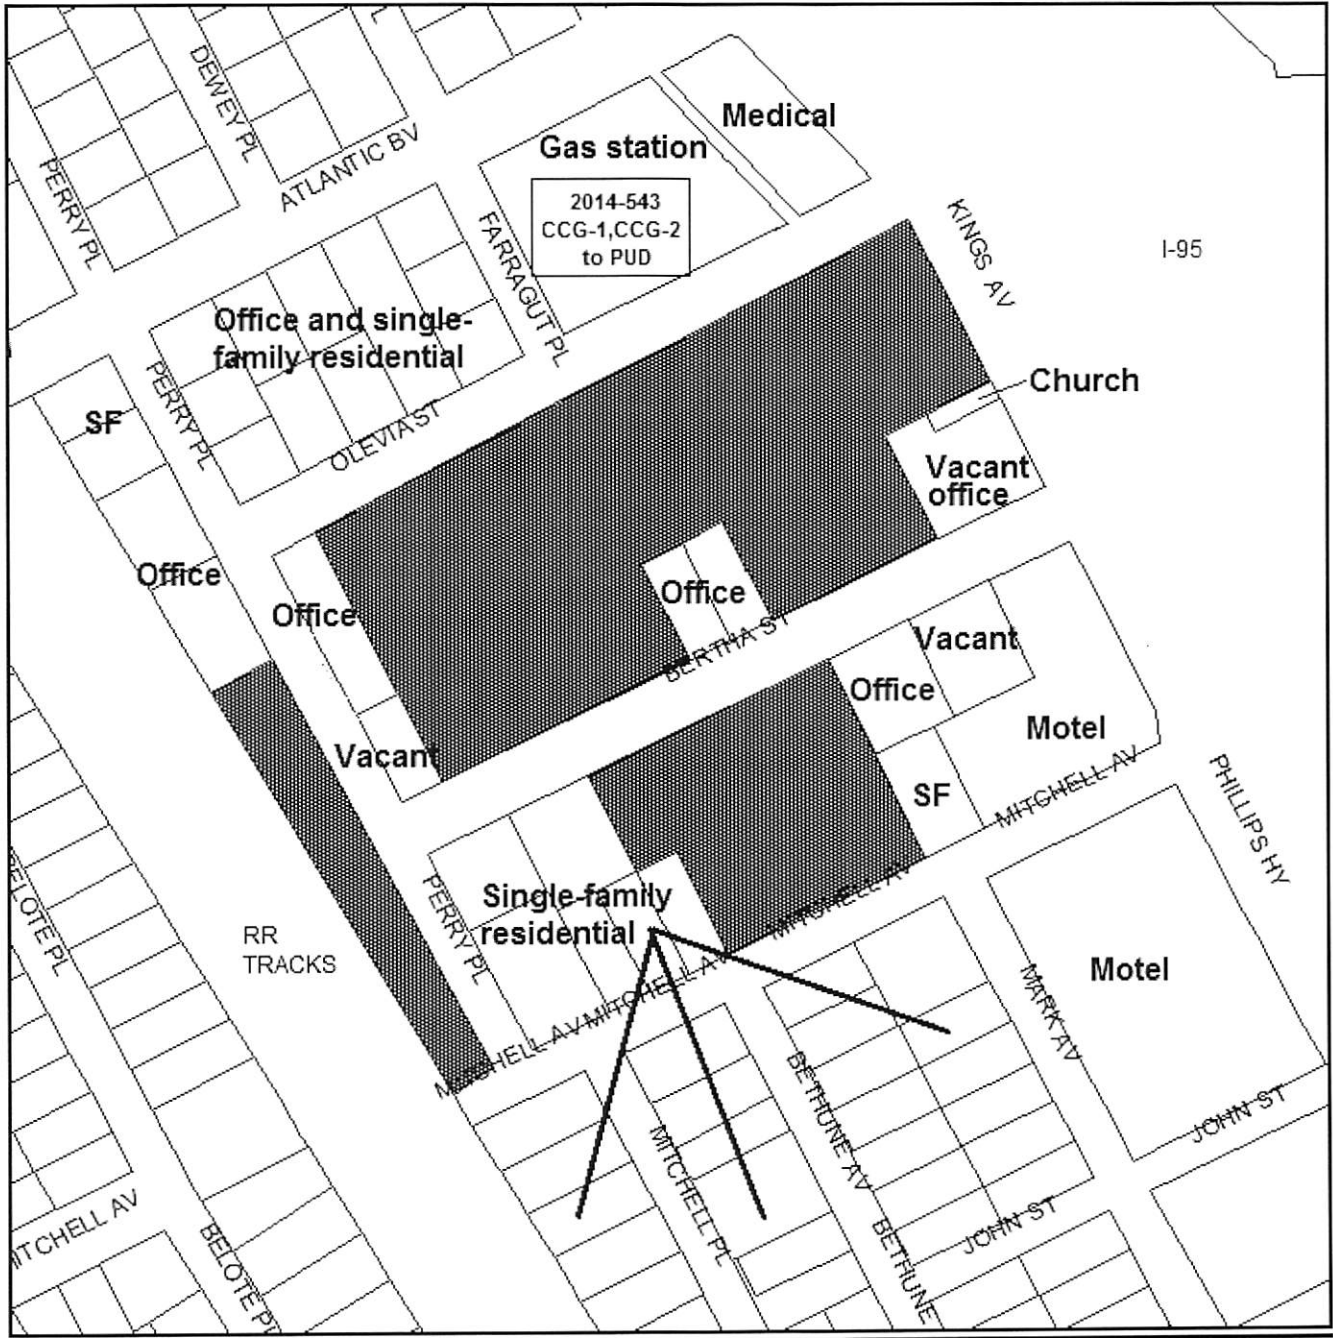 DEWEY PL
PERRY PL
ATLANTIC BV
Medical
Gas station
2014-543
CCG-1,CCG-2
to PUD
FARRAGUT PL
KINGS AV
I-95
Office and single-
family residential
PERRY PL
SF
OLEVIA ST
Church
Vacant
office
Office
Office
Office
BERTHA ST
Vacant
Office
Motel
Vacant
SF
MITCHELL AV
PHILLIPS HY
BELOTE PL
PERRY PL
Single-family
residential
MITCHELL AV
RR
TRACKS
MITCHELL AV
MITCHELL AV
Motel
MARK AV
BETHUNE AV
MITCHELL PL
JOHN ST
JOHN ST
MITCHELL AV
BELOTE PL
BETHUNE